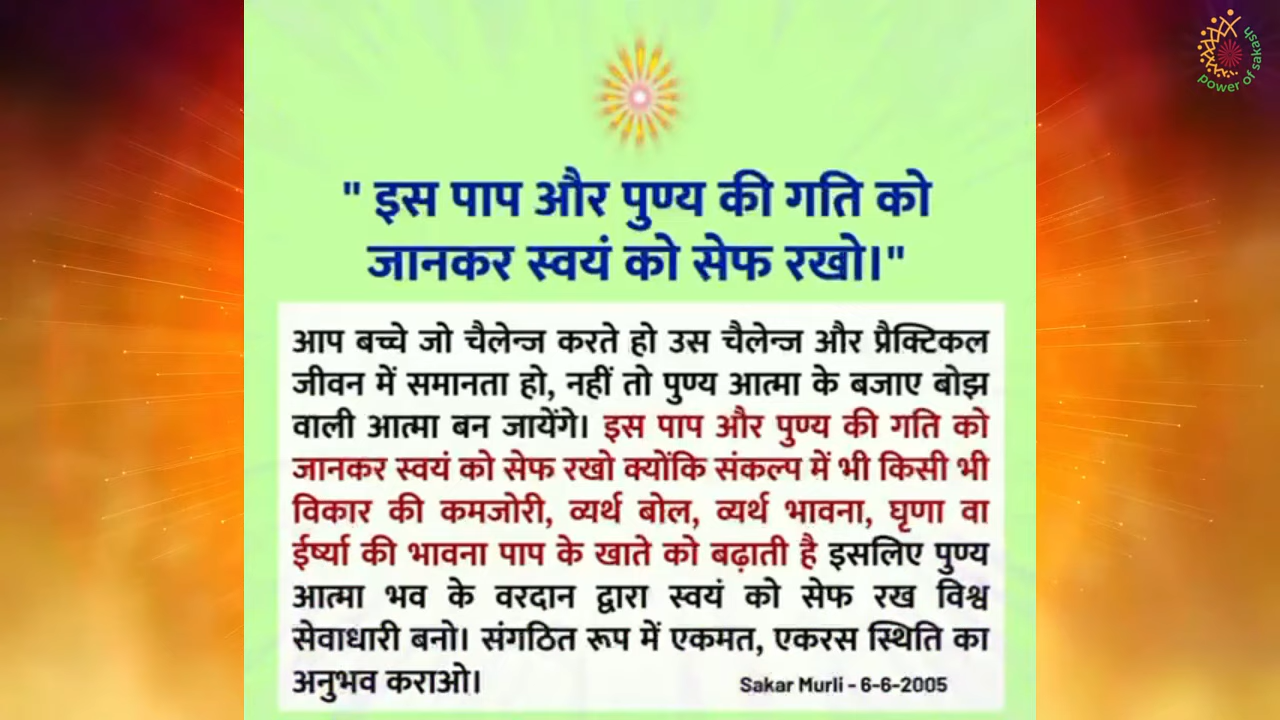 " इस पाप और पुण्य की गति को
जानकर स्वयं को सेफ रखो।"
आप बच्चे जो चैलेन्ज करते हो उस चैलेन्ज और प्रैक्टिकल
जीवन में समानता हो, नहीं तो पुण्य आत्मा के बजाए बोझ
वाली आत्मा बन जायेंगे। इस पाप और पुण्य की गति को
जानकर स्वयं को सेफ रखो क्योंकि संकल्प में भी किसी भी
विकार की कमजोरी, व्यर्थ बोल, व्यर्थ भावना, घृणा वा
ईर्ष्या की भावना पाप के खाते को बढ़ाती है इसलिए पुण्य
आत्मा भव के वरदान द्वारा स्वयं को सेफ रख विश्व
सेवाधारी बनो। संगठित रूप में एकमत, एकरस स्थिति का
अनुभव कराओ।
Sakar Murli - 6-6-2005
power of sakash